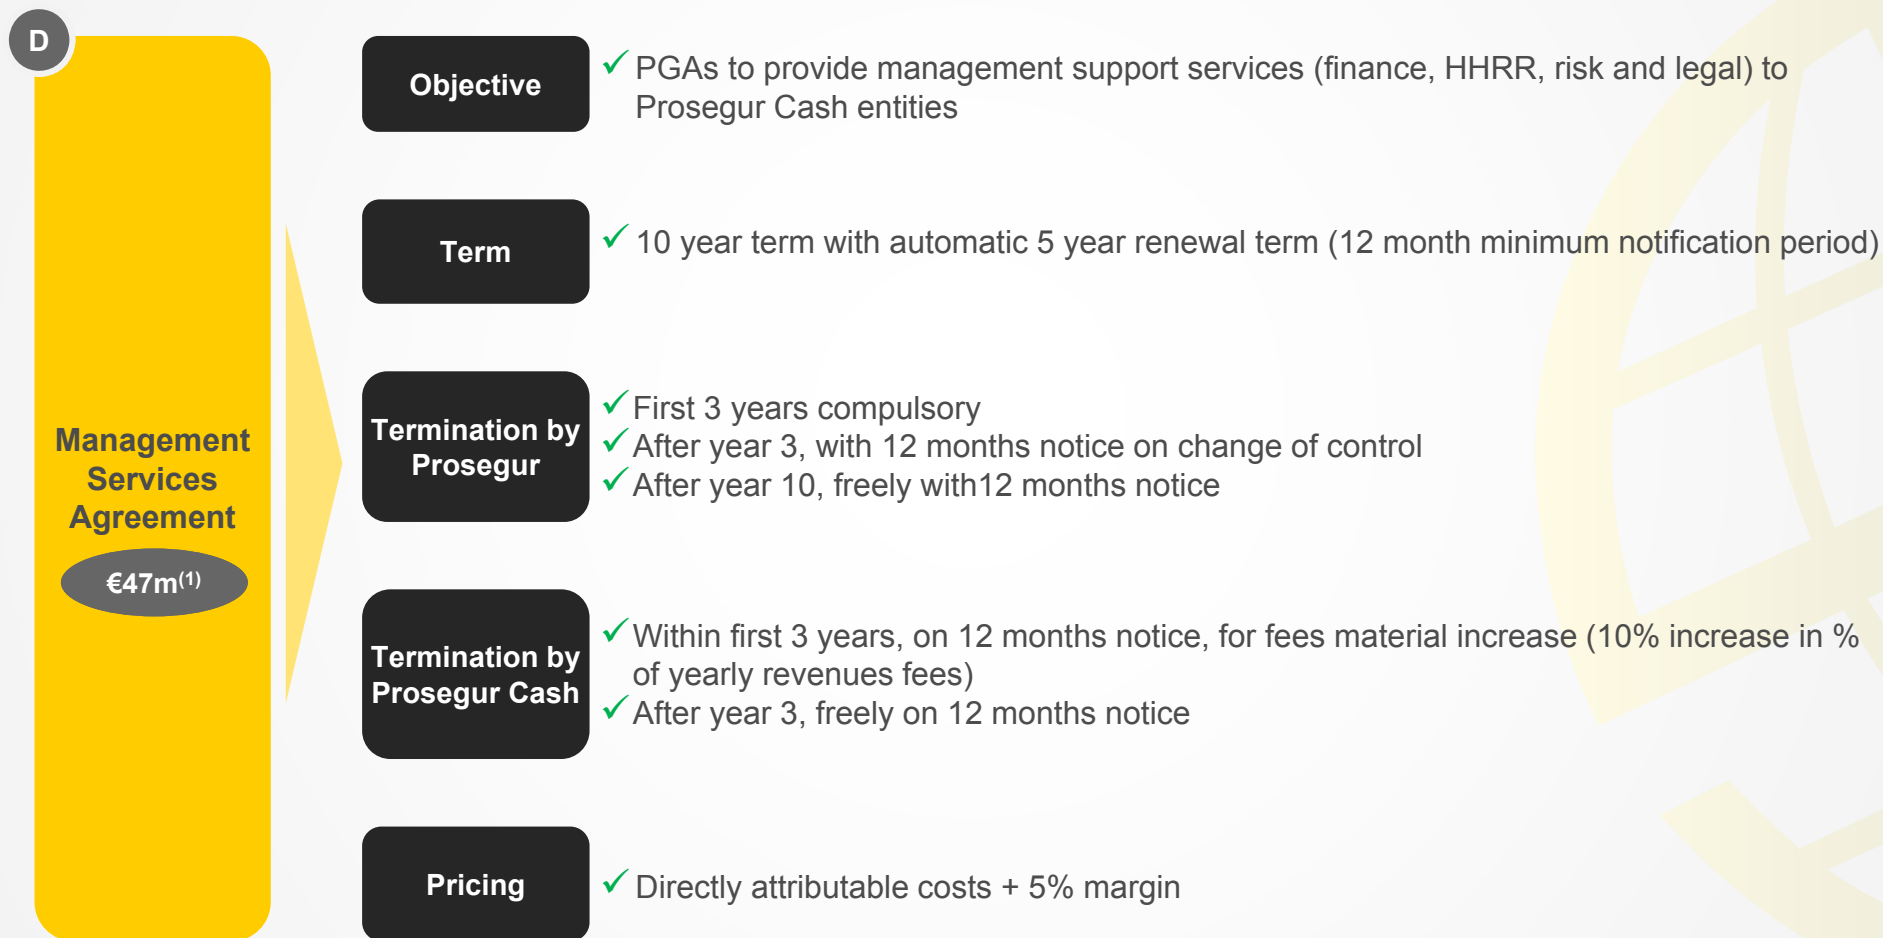 D
Management
Services
Agreement
€47m(1)
Objective
✓ PGAs to provide management support services (finance, HHRR, risk and legal) to
Prosegur Cash entities
Term
✓ 10 year term with automatic 5 year renewal term (12 month minimum notification period)
Termination by
Prosegur
✓ First 3 years compulsory
✓ After year 3, with 12 months notice on change of control
✓ After year 10, freely with12 months notice
Termination by
Prosegur Cash
✓ Within first 3 years, on 12 months notice, for fees material increase (10% increase in %
of yearly revenues fees)
✓ After year 3, freely on 12 months notice
Pricing
✓ Directly attributable costs + 5% margin